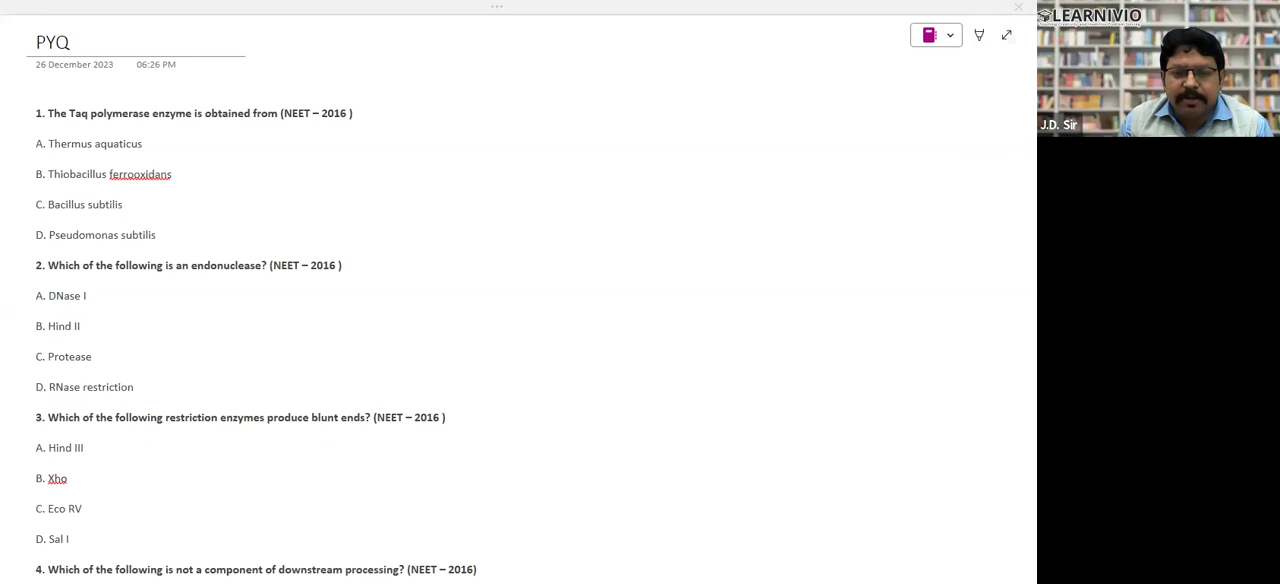 PYQ
26 December 2023 06:26 PM
1. The Taq polymerase enzyme is obtained from (NEET – 2016 )
A. Thermus aquaticus
B. Thiobacillus ferrooxidans
C. Bacillus subtilis
D. Pseudomonas subtilis
2. Which of the following is an endonuclease? (NEET – 2016 )
A. DNase I
B. Hind II
C. Protease
D. RNase restriction
3. Which of the following restriction enzymes produce blunt ends? (NEET – 2016 )
A. Hind III
B. Xho
C. Eco RV
D. Sal I
4. Which of the following is not a component of downstream processing? (NEET – 2016)
LEARNIVIO
J.D. Sir